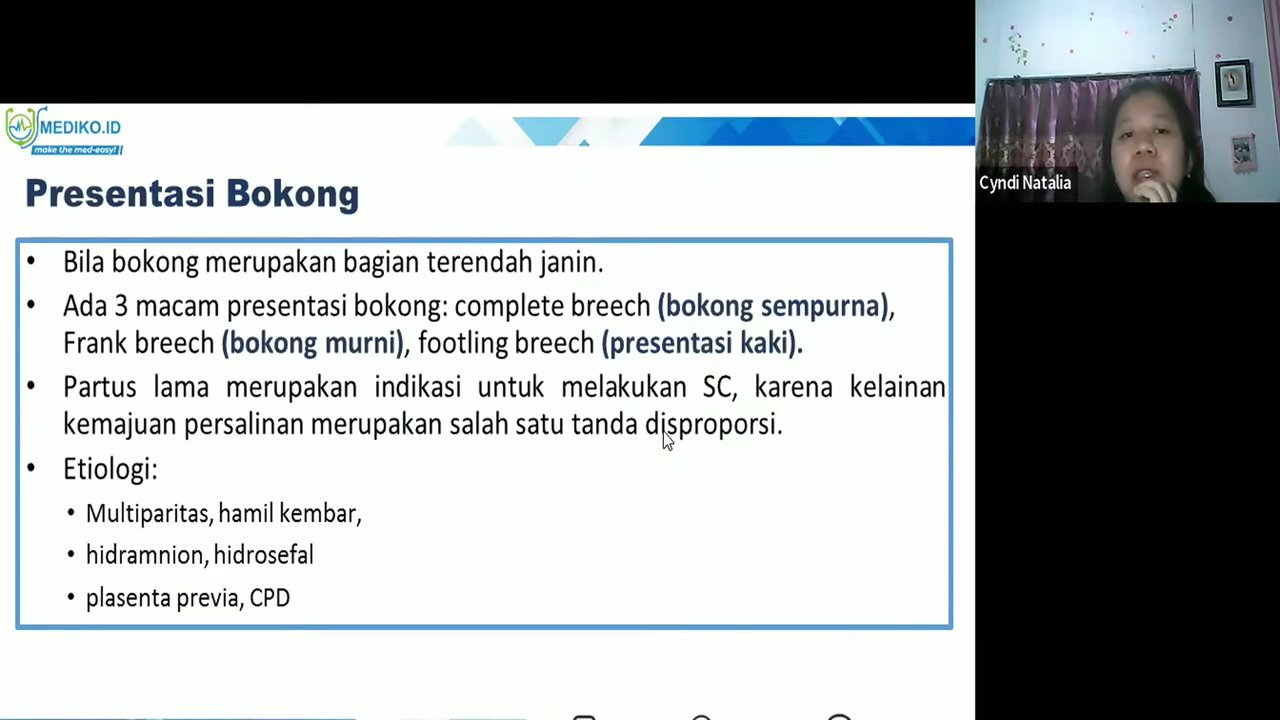 MEDIKO.ID
make the med-easy!
Presentasi Bokong
• Bila bokong merupakan bagian terendah janin.
• Ada 3 macam presentasi bokong: complete breech (bokong sempurna),
Frank breech (bokong murni), footling breech (presentasi kaki).
• Partus lama merupakan indikasi untuk melakukan SC, karena kelainan
kemajuan persalinan merupakan salah satu tanda disproporsi.
• Etiologi:
• Multiparitas, hamil kembar,
• hidramnion, hidrosefal
• plasenta previa, CPD
Cyndi Natalia